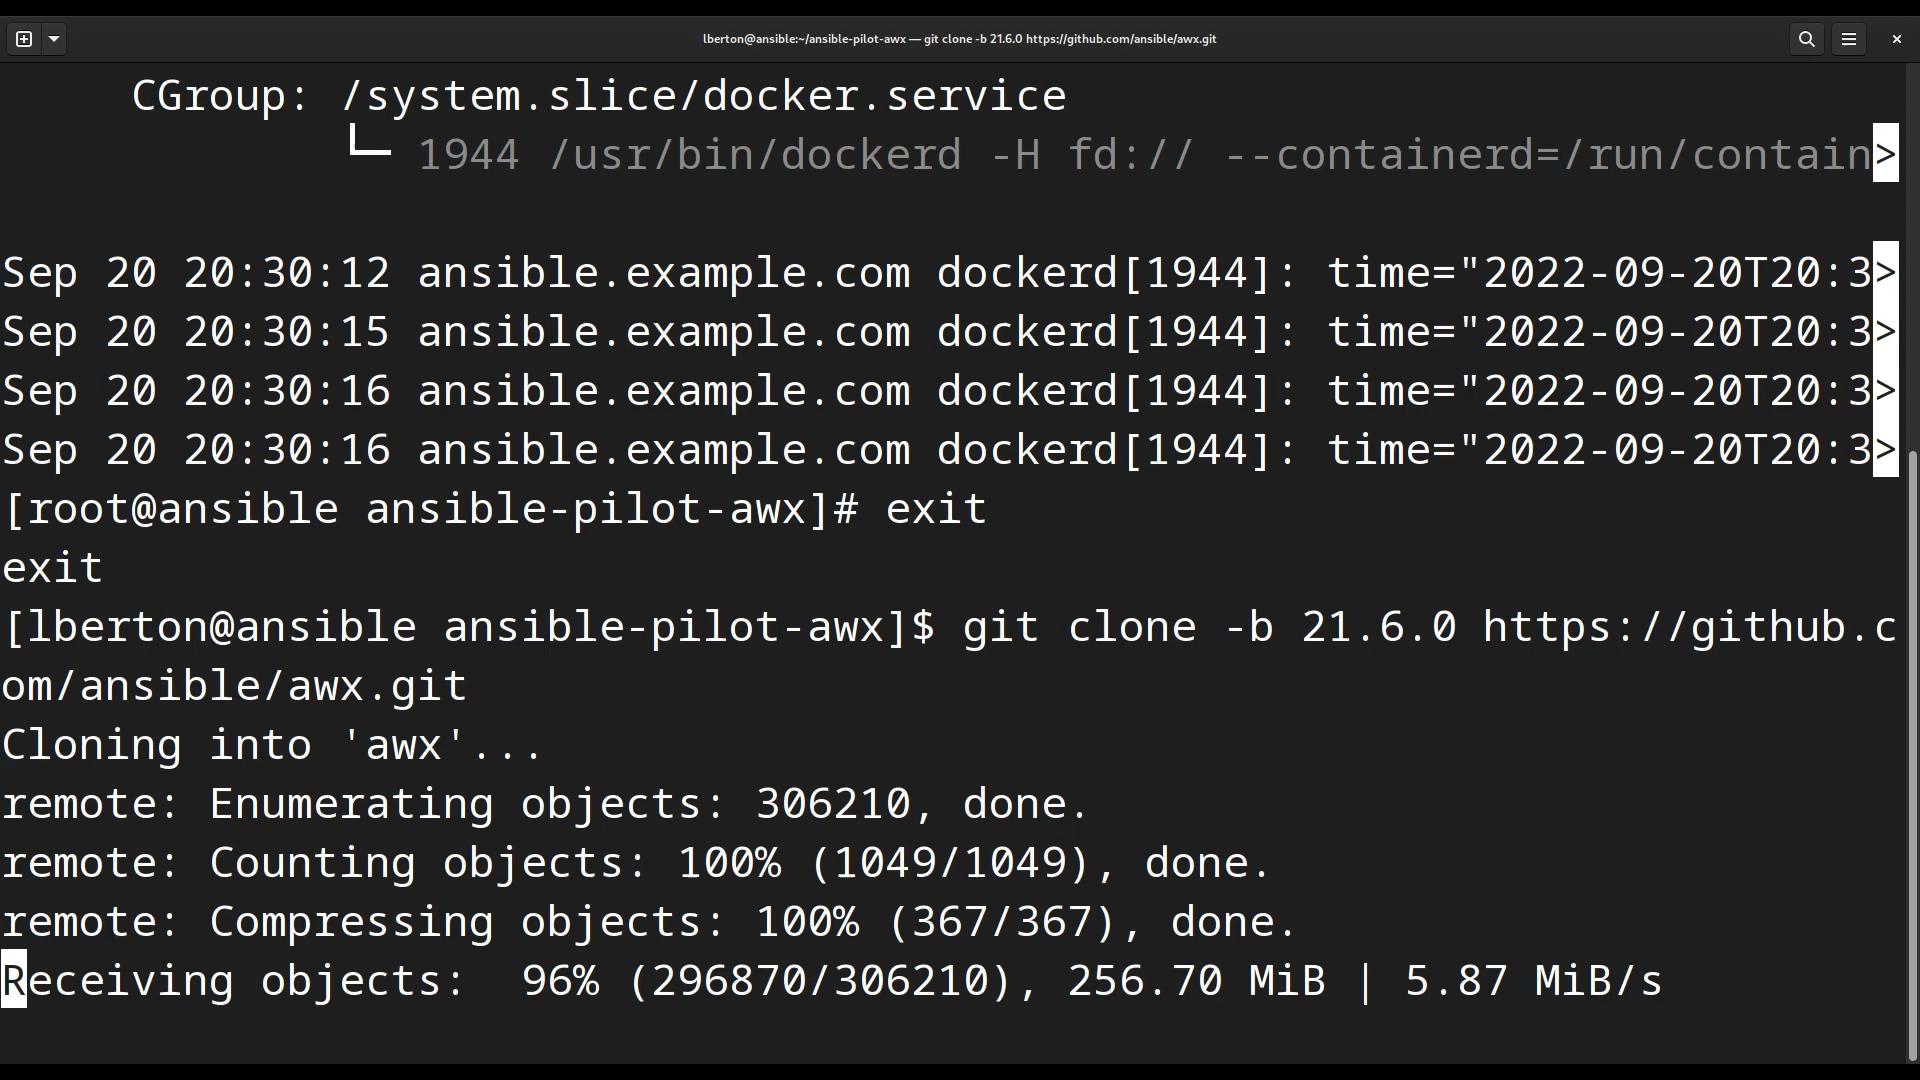 lberton@ansible:~/ansible-pilot-awx — git clone -b 21.6.0 https://github.com/ansible/awx.git
CGroup: /system.slice/docker.service
└─ 1944 /usr/bin/dockerd -H fd:// --containerd=/run/contain>
Sep 20 20:30:12 ansible.example.com dockerd[1944]: time="2022-09-20T20:3>
Sep 20 20:30:15 ansible.example.com dockerd[1944]: time="2022-09-20T20:3>
Sep 20 20:30:16 ansible.example.com dockerd[1944]: time="2022-09-20T20:3>
Sep 20 20:30:16 ansible.example.com dockerd[1944]: time="2022-09-20T20:3>
[root@ansible ansible-pilot-awx]# exit
exit
[lberton@ansible ansible-pilot-awx]$ git clone -b 21.6.0 https://github.c
om/ansible/awx.git
Cloning into 'awx'...
remote: Enumerating objects: 306210, done.
remote: Counting objects: 100% (1049/1049), done.
remote: Compressing objects: 100% (367/367), done.
Receiving objects:  96% (296870/306210), 256.70 MiB | 5.87 MiB/s